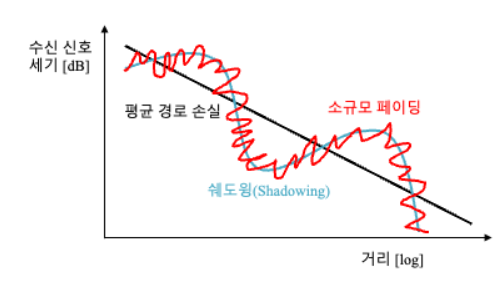 수신 신호
세기 [dB]
평균 경로 손실
소규모 페이딩
쉐도윙(Shadowing)
거리 [log]